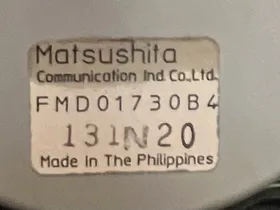 Matsushita
Communication Ind. Co., Ltd.
FMD01730B4
131N20
Made In The Philippines